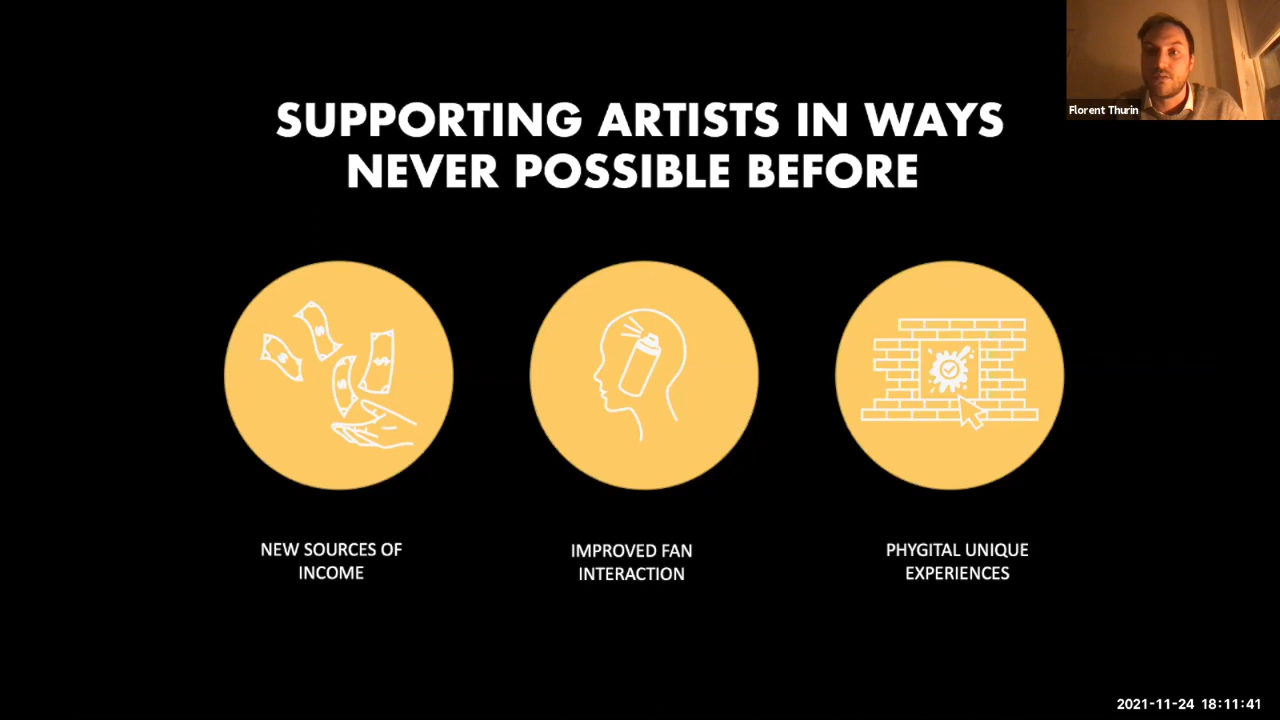 Florent Thurin
SUPPORTING ARTISTS IN WAYS
NEVER POSSIBLE BEFORE
NEW SOURCES OF
INCOME
IMPROVED FAN
INTERACTION
PHYGITAL UNIQUE
EXPERIENCES
2021-11-24 18:11:41